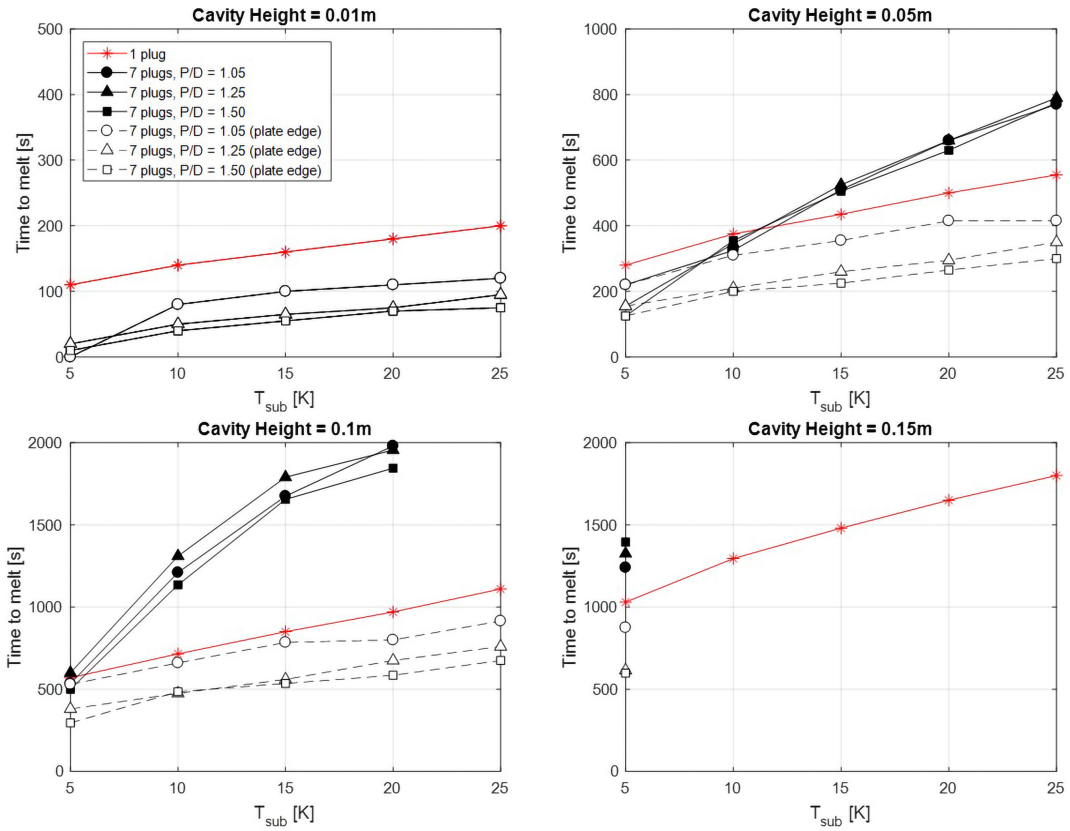 Cavity Height = 0.01m
500
400
300
200
100
0
Time to melt [s]
1 plug
7 plugs, P/D = 1.05
7 plugs, P/D = 1.25
7 plugs, P/D = 1.50
7 plugs, P/D = 1.05 (plate edge)
7 plugs, P/D = 1.25 (plate edge)
7 plugs, P/D = 1.50 (plate edge)
5 10 15 20 25
T_sub [K]
Cavity Height = 0.05m
1000
800
600
400
200
0
Time to melt [s]
5 10 15 20 25
T_sub [K]
Cavity Height = 0.1m
2000
1500
1000
500
0
Time to melt [s]
5 10 15 20 25
T_sub [K]
Cavity Height = 0.15m
2000
1500
1000
500
0
Time to melt [s]
5 10 15 20 25
T_sub [K]